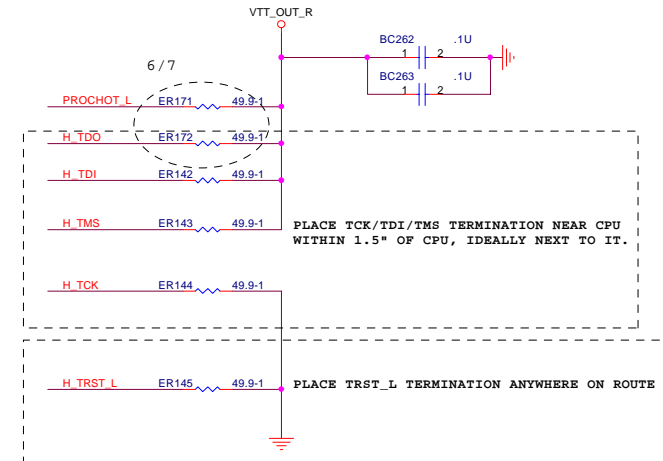 VTT_OUT_R
BC262 .1U
1 2
6/7
BC263 .1U
1 2
PROCHOT_L ER171 49.9-1
H_TDO ER172 49.9-1
H_TDI ER142 49.9-1
H_TMS ER143 49.9-1
PLACE TCK/TDI/TMS TERMINATION NEAR CPU
WITHIN 1.5" OF CPU, IDEALLY NEXT TO IT.
H_TCK ER144 49.9-1
H_TRST_L ER145 49.9-1
PLACE TRST_L TERMINATION ANYWHERE ON ROUTE